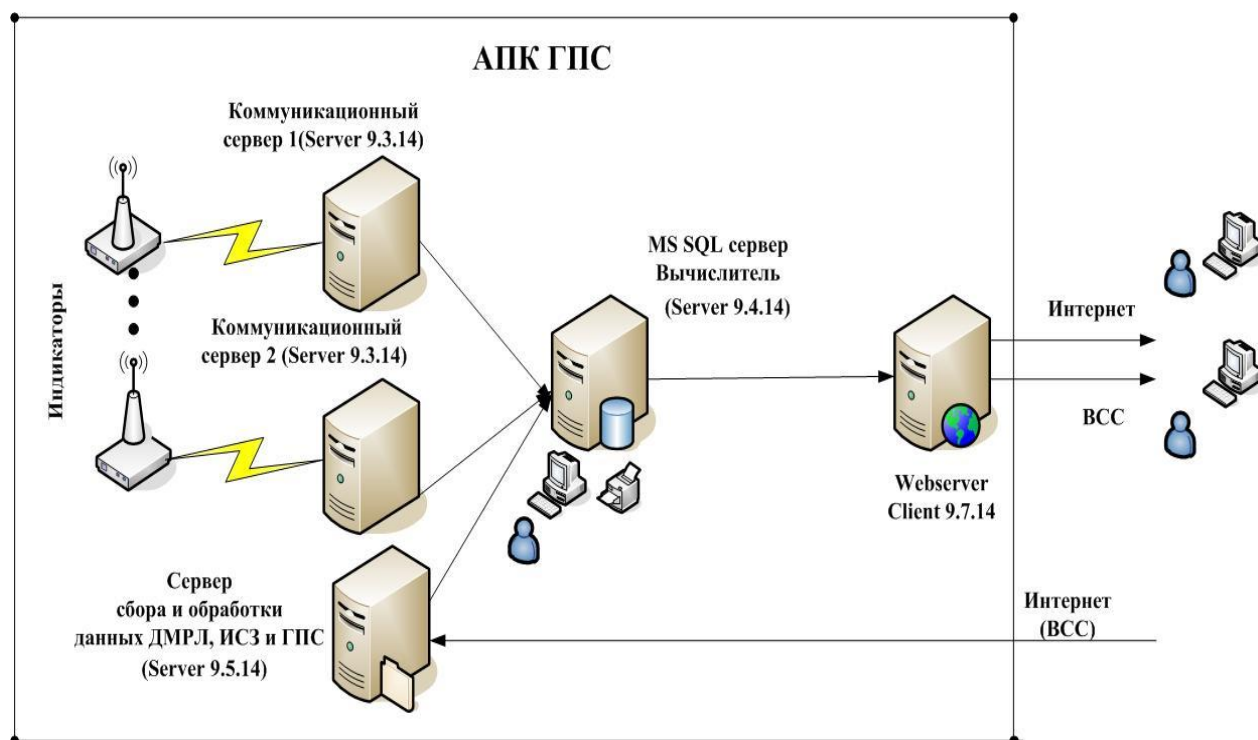 АПК ГПС
Коммуникационный
сервер 1(Server 9.3.14)
MS SQL сервер
Вычислитель
(Server 9.4.14)
Интернет
Индикаторы
Коммуникационный
сервер 2 (Server 9.3.14)
ВСС
Webserver
Client 9.7.14
Сервер
сбора и обработки
данных ДМРЛ, ИСЗ и ГПС
(Server 9.5.14)
Интернет
(ВСС)